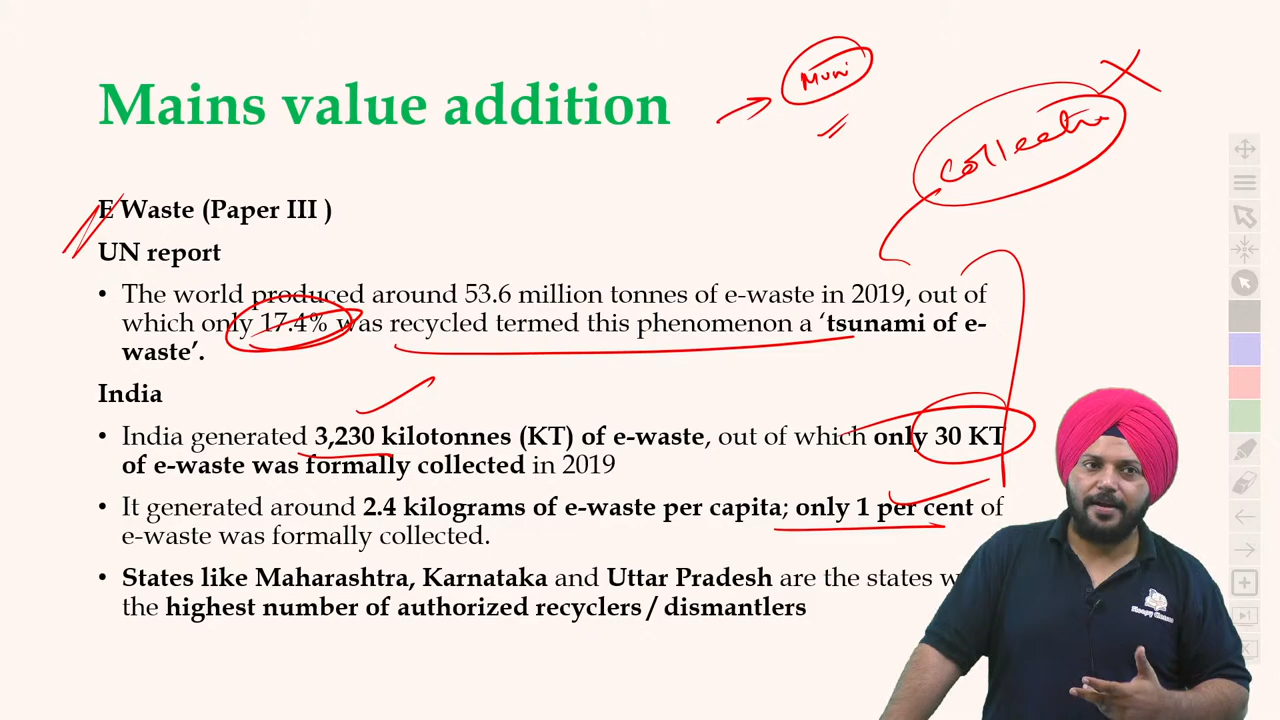 Mains value addition
Muni
Collectn
E Waste (Paper III )
UN report
• The world produced around 53.6 million tonnes of e-waste in 2019, out of
which only 17.4% was recycled termed this phenomenon a ‘tsunami of e-
waste’.
India
• India generated 3,230 kilotonnes (KT) of e-waste, out of which only 30 KT
of e-waste was formally collected in 2019
• It generated around 2.4 kilograms of e-waste per capita; only 1 per cent of
e-waste was formally collected.
• States like Maharashtra, Karnataka and Uttar Pradesh are the states
the highest number of authorized recyclers / dismantlers
Sleepy Classes